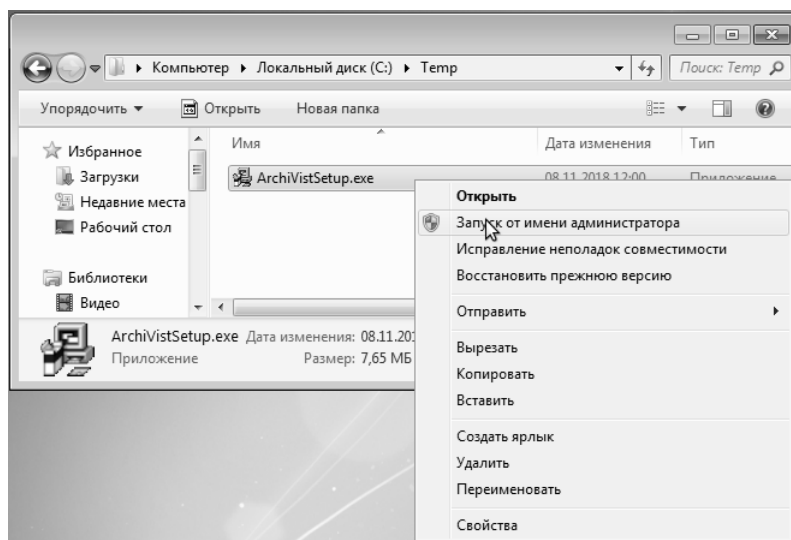 Компьютер Локальный диск (C:) Temp Поиск: Temp
Упорядочить Открыть Новая папка
Имя Дата изменения Тип
Избранное
Загрузки
Недавние места
Рабочий стол
Библиотеки
Видео
ArchiVistSetup.exe 08.11.2018 12:00 Приложение
Открыть
Запуск от имени администратора
Исправление неполадок совместимости
Восстановить прежнюю версию
Отправить
Вырезать
Копировать
Вставить
Создать ярлык
Удалить
Переименовать
Свойства
ArchiVistSetup.exe Дата изменения: 08.11.201
Приложение Размер: 7,65 МБ